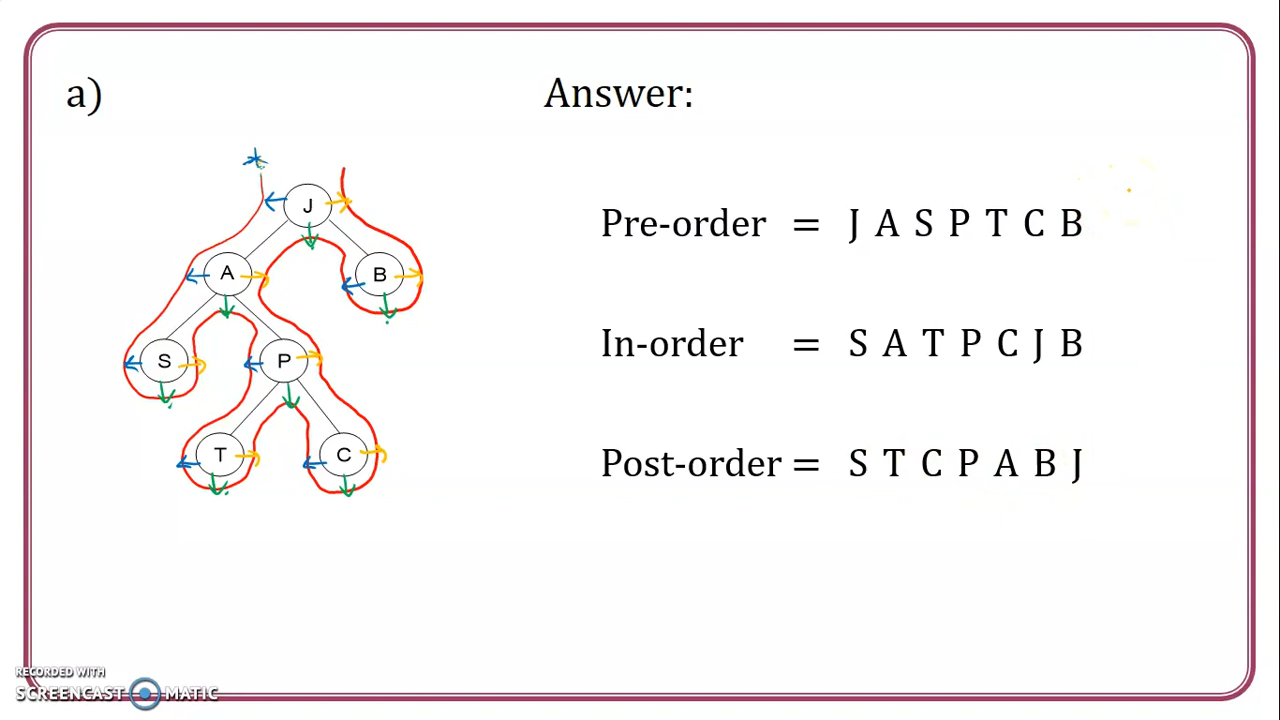 a)
Answer:
J
A
B
S
P
T
C
Pre-order = J A S P T C B
In-order = S A T P C J B
Post-order = S T C P A B J
RECORDED WITH
SCREENCAST MATIC